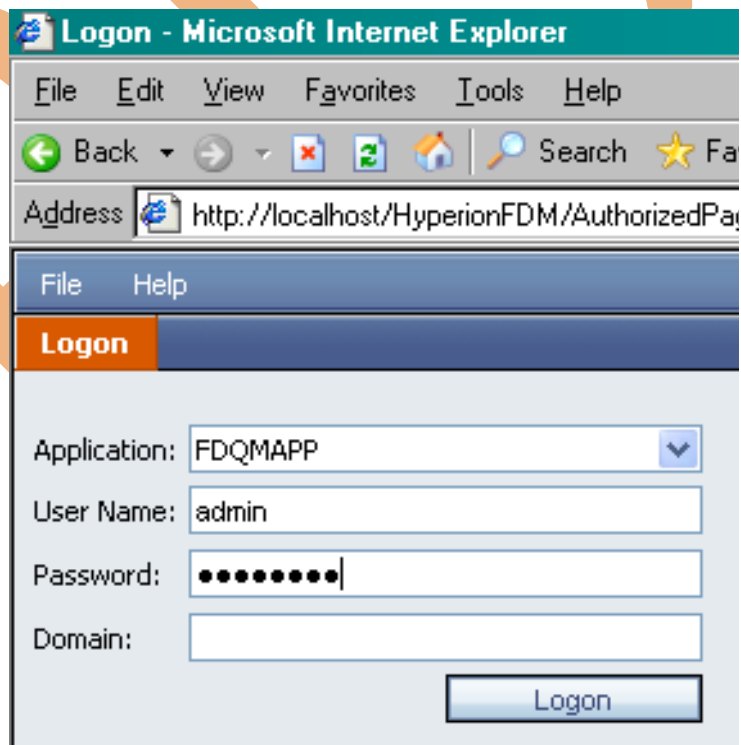 Logon - Microsoft Internet Explorer
File Edit View Favorites Tools Help
Back Search
Address http://localhost/HyperionFDM/AuthorizedPag
File Help
Logon
Application: FDQMAPP
User Name: admin
Password: ●●●●●●●●
Domain:
Logon